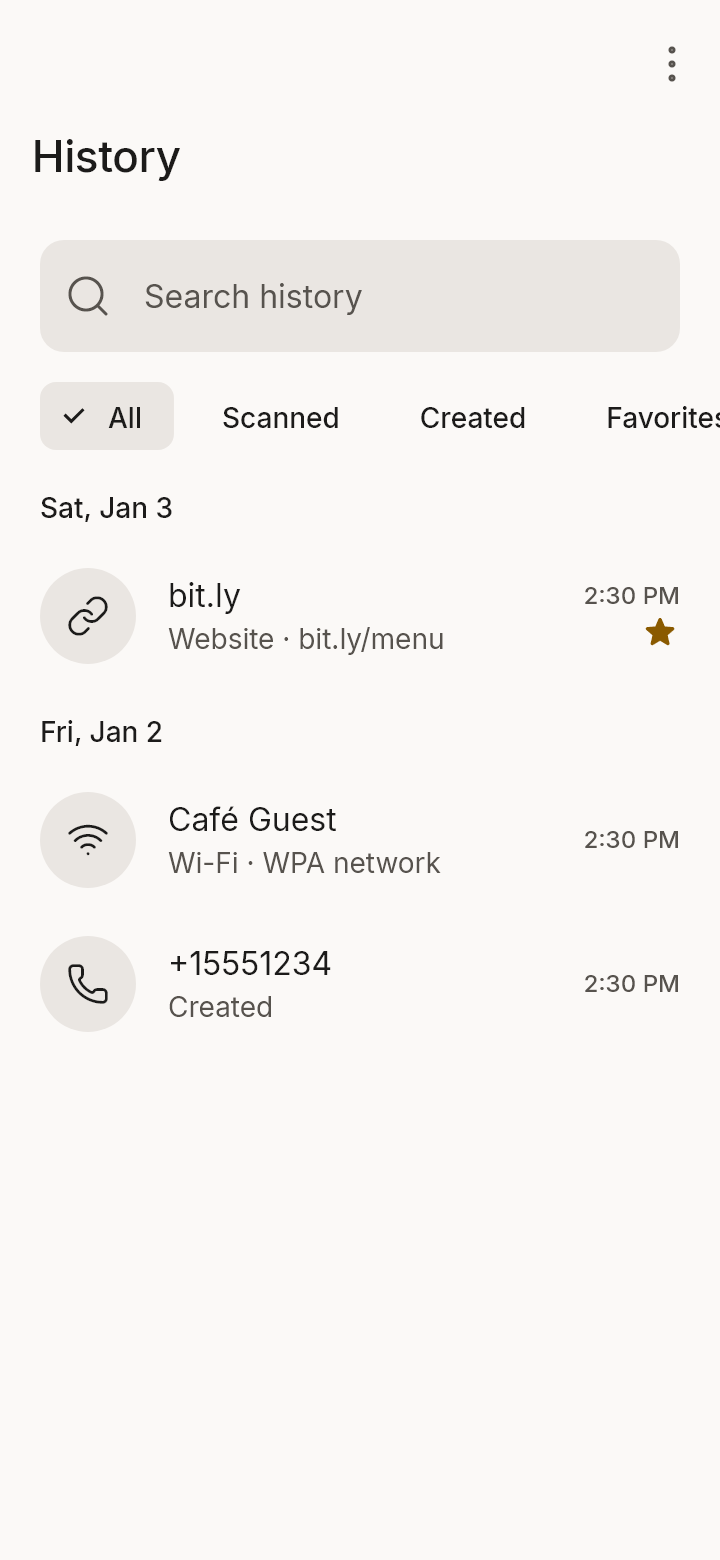 History
Search history
All Scanned Created Favorites
Sat, Jan 3
bit.ly 2:30 PM
Website · bit.ly/menu
Fri, Jan 2
Café Guest 2:30 PM
Wi-Fi · WPA network
+15551234 2:30 PM
Created